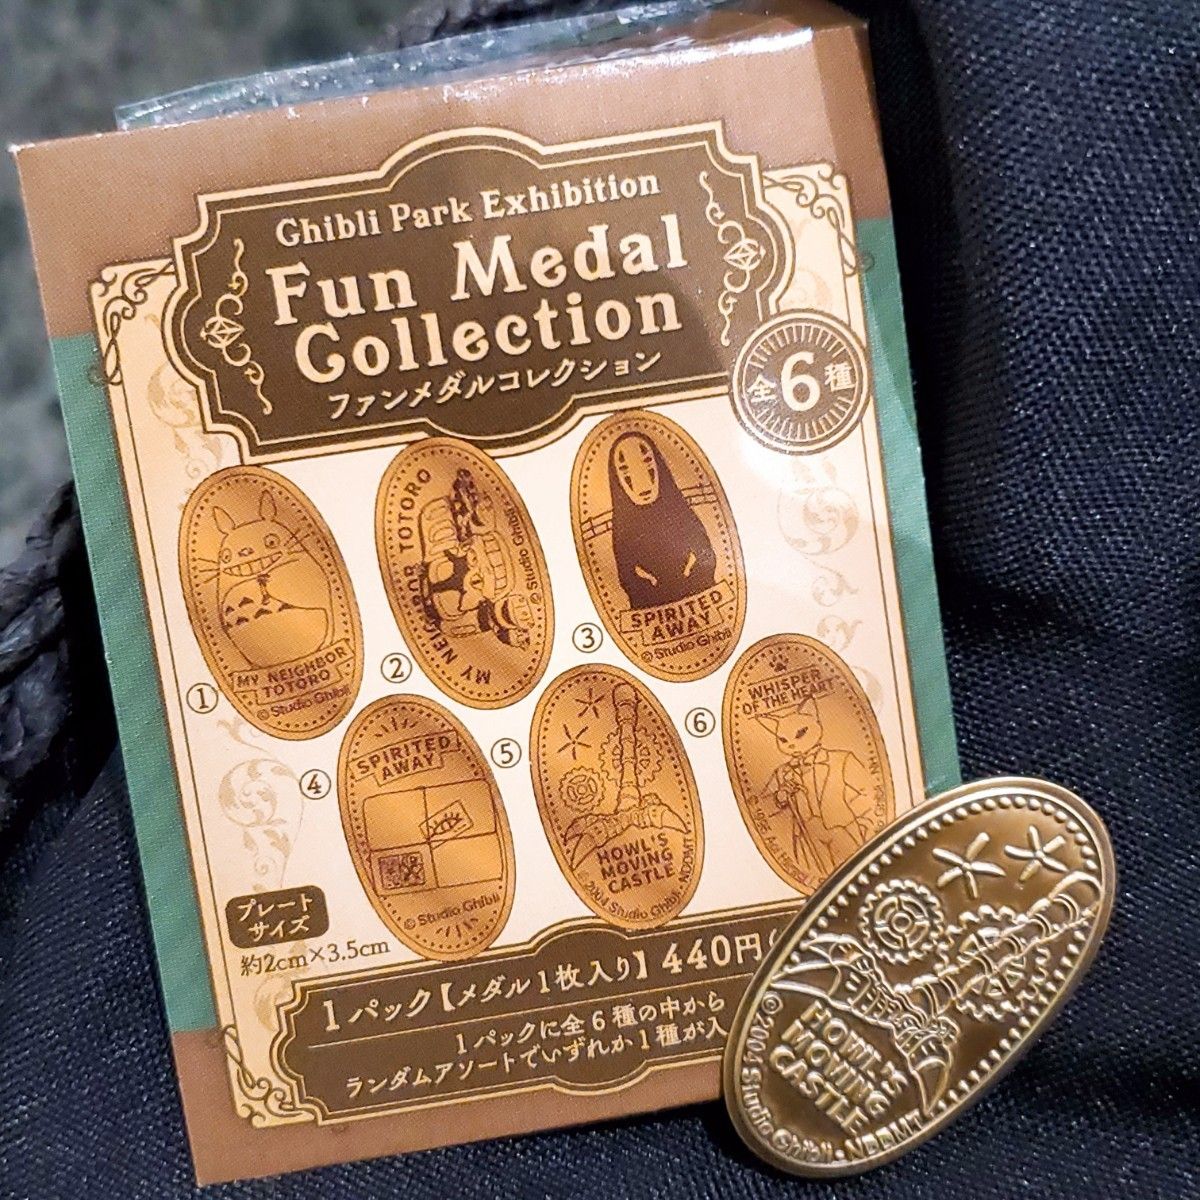 Ghibli Park Exhibition
Fun Medal
Collection
ファンメダルコレクション
全6種
MY NEIGHBOR
TOTORO
© Studio Ghibli
①
MY NEIGHBOR TOTORO
© Studio Ghibli
②
SPIRITED
AWAY
© Studio Ghibli
③
SPIRITED
AWAY
© Studio Ghibli
④
HOWL'S
MOVING
CASTLE
© 2004 Studio Ghibli・NDDMT
⑤
WHISPER
OF THE HEART
⑥
プレート
サイズ
約2cm×3.5cm
1パック【メダル1枚入り】440円
1パックに全6種の中から
ランダムアソートでいずれか1種が入
HOWL'S
MOVING
CASTLE
© 2004 Studio Ghibli・NDDMT